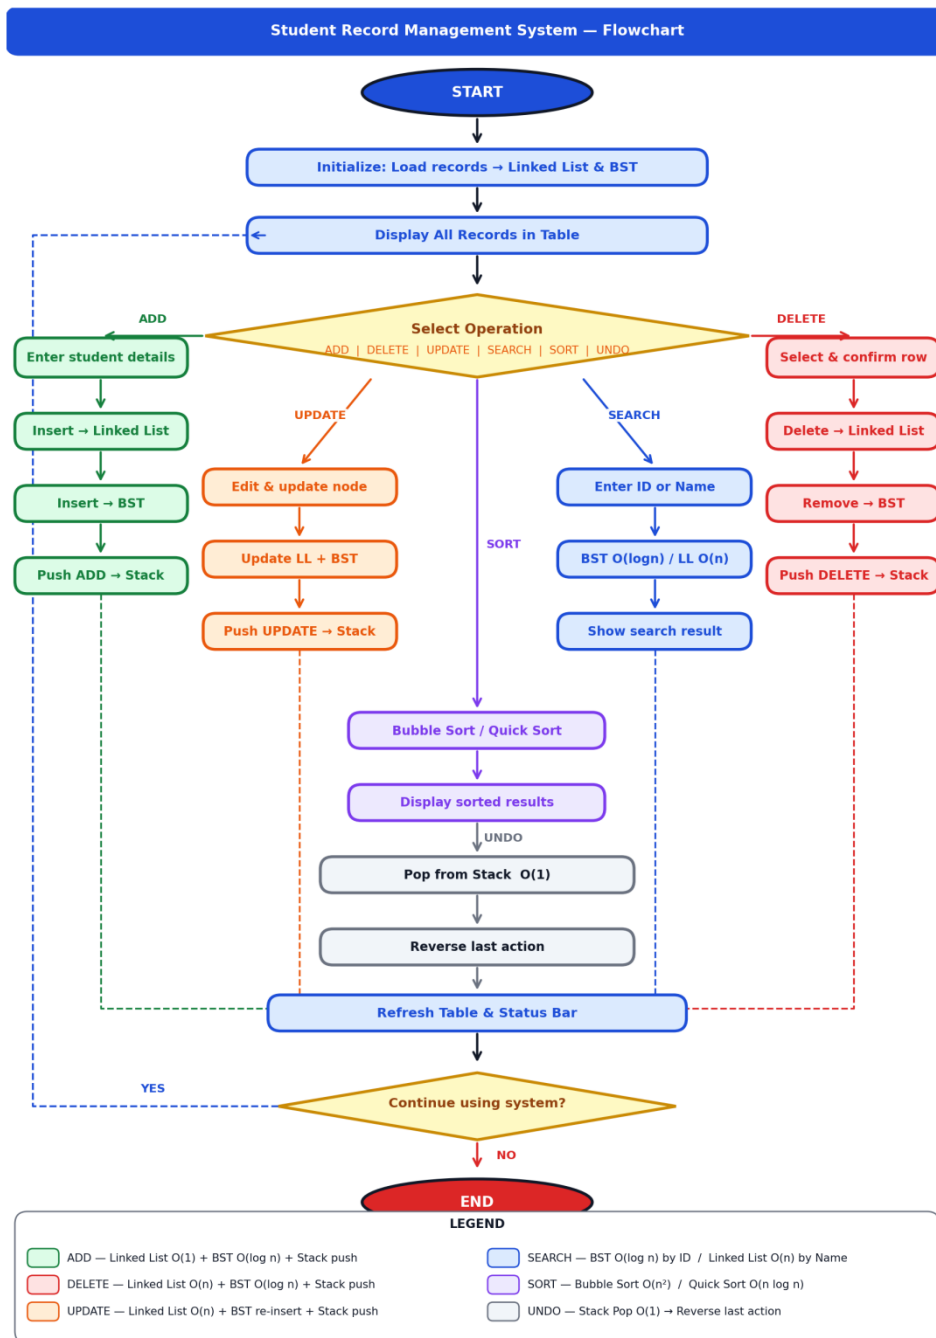 Student Record Management System — Flowchart
START
Initialize: Load records → Linked List & BST
Display All Records in Table
ADD
DELETE
Select Operation
ADD | DELETE | UPDATE | SEARCH | SORT | UNDO
Enter student details
Select & confirm row
UPDATE
SEARCH
Insert → Linked List
Delete → Linked List
Edit & update node
Enter ID or Name
Insert → BST
Remove → BST
SORT
Update LL + BST
BST O(logn) / LL O(n)
Push ADD → Stack
Push DELETE → Stack
Push UPDATE → Stack
Show search result
Bubble Sort / Quick Sort
Display sorted results
UNDO
Pop from Stack O(1)
Reverse last action
Refresh Table & Status Bar
YES
Continue using system?
NO
END
LEGEND
ADD — Linked List O(1) + BST O(log n) + Stack push
DELETE — Linked List O(n) + BST O(log n) + Stack push
UPDATE — Linked List O(n) + BST re-insert + Stack push
SEARCH — BST O(log n) by ID / Linked List O(n) by Name
SORT — Bubble Sort O(n²) / Quick Sort O(n log n)
UNDO — Stack Pop O(1) → Reverse last action